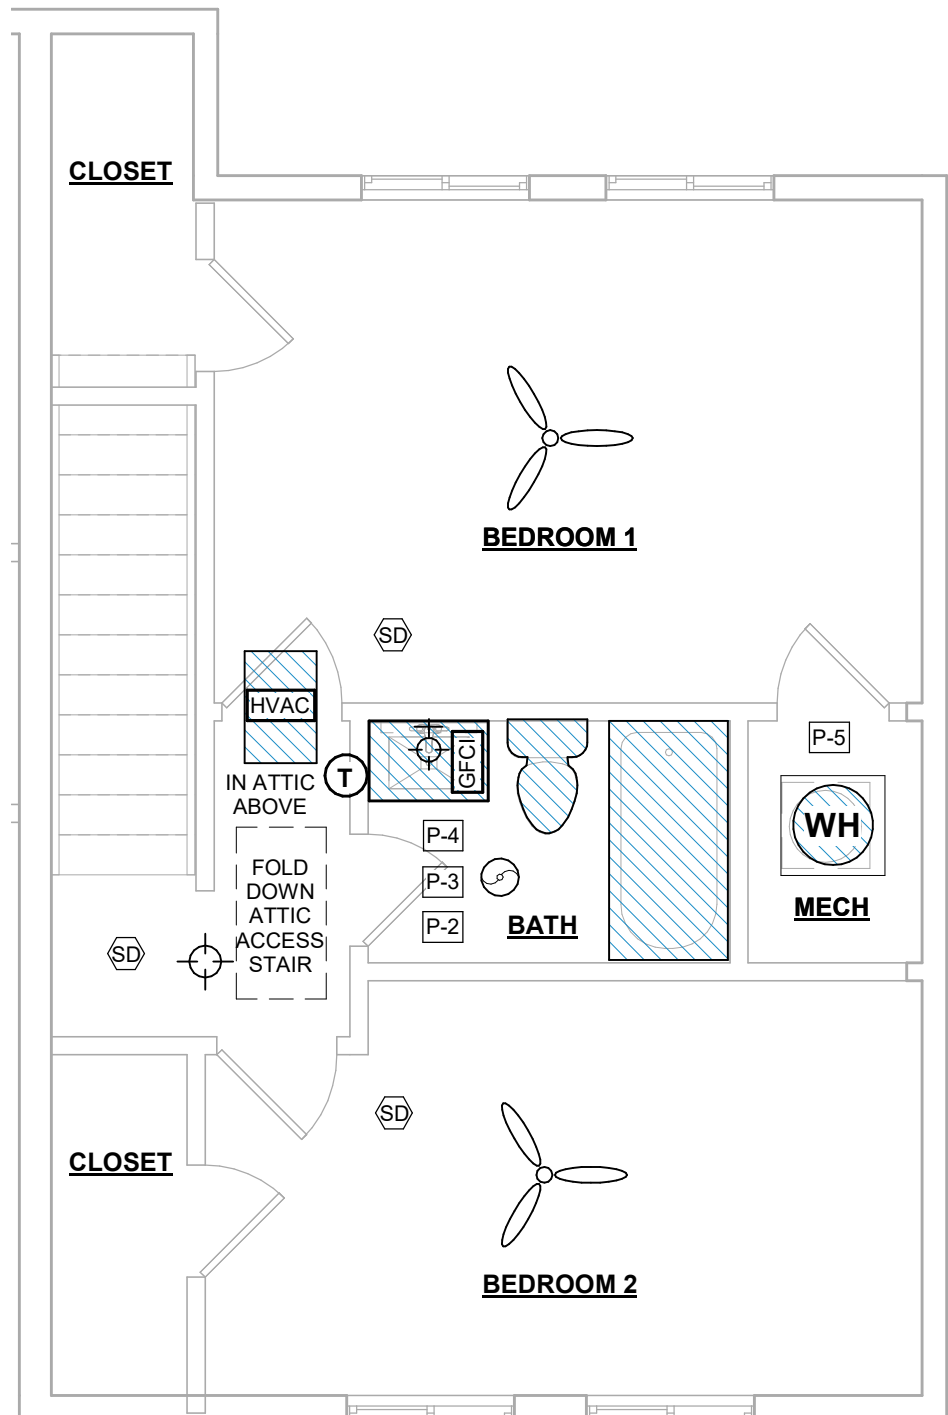 CLOSET
BEDROOM 1
SD
HVAC
IN ATTIC
ABOVE
T
GFCI
P-5
WH
MECH
P-4
P-3
P-2
BATH
FOLD
DOWN
ATTIC
ACCESS
STAIR
SD
SD
CLOSET
BEDROOM 2